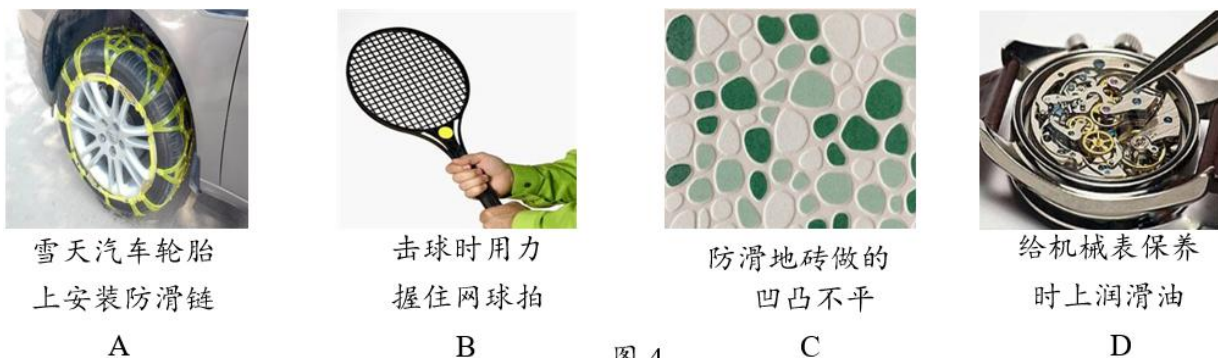 雪天汽车轮胎
上安装防滑链
A
击球时用力
握住网球拍
B
防滑地砖做的
凹凸不平
C
给机械表保养
时上润滑油
D
图 4